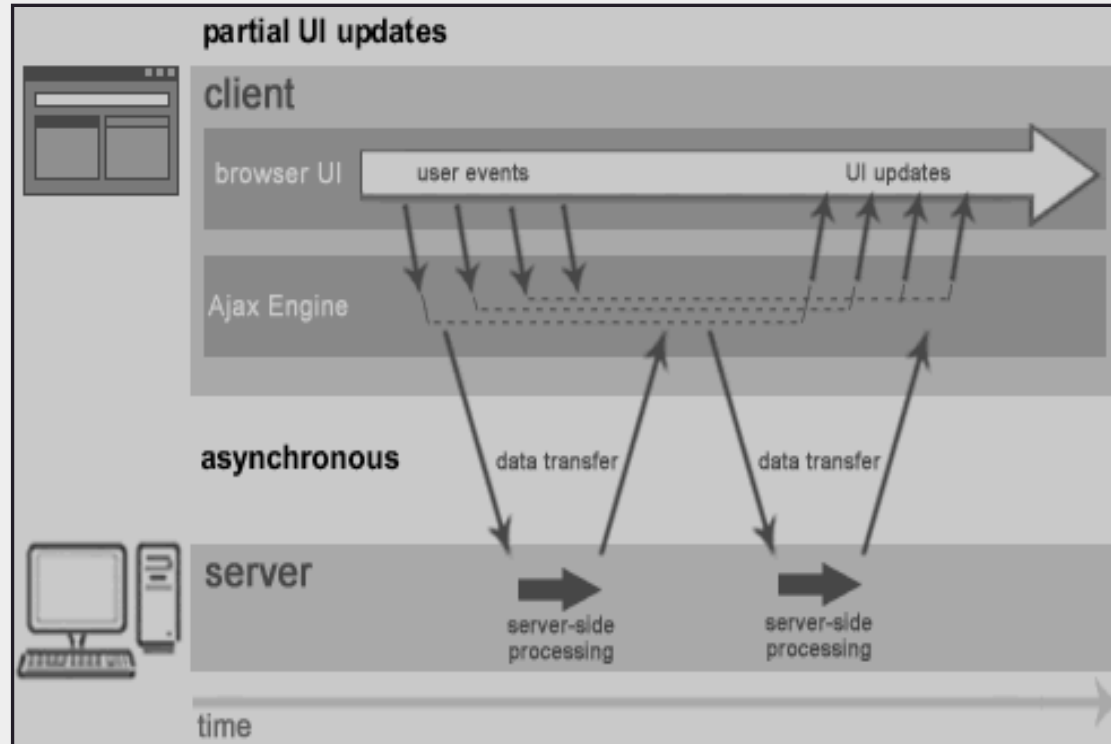 partial UI updates
client
browser UI
user events
UI updates
Ajax Engine
asynchronous
data transfer
data transfer
server
server-side
processing
server-side
processing
time